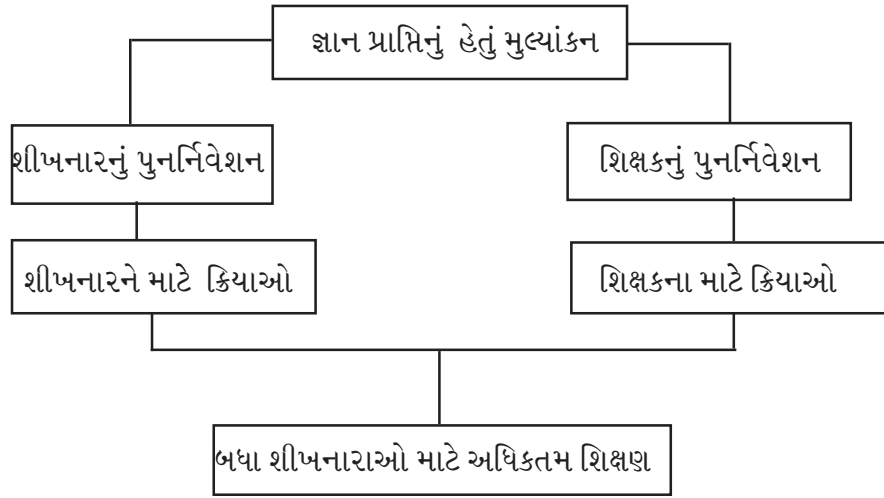 જ્ઞાન પ્રાપ્તિનું હેતું મુલ્યાંકન
શીખનારનું પુનર્નિવેશન
શિક્ષકનું પુનર્નિવેશન
શીખનારને માટે ક્રિયાઓ
શિક્ષકના માટે ક્રિયાઓ
બધા શીખનારાઓ માટે અધિકતમ શિક્ષણ